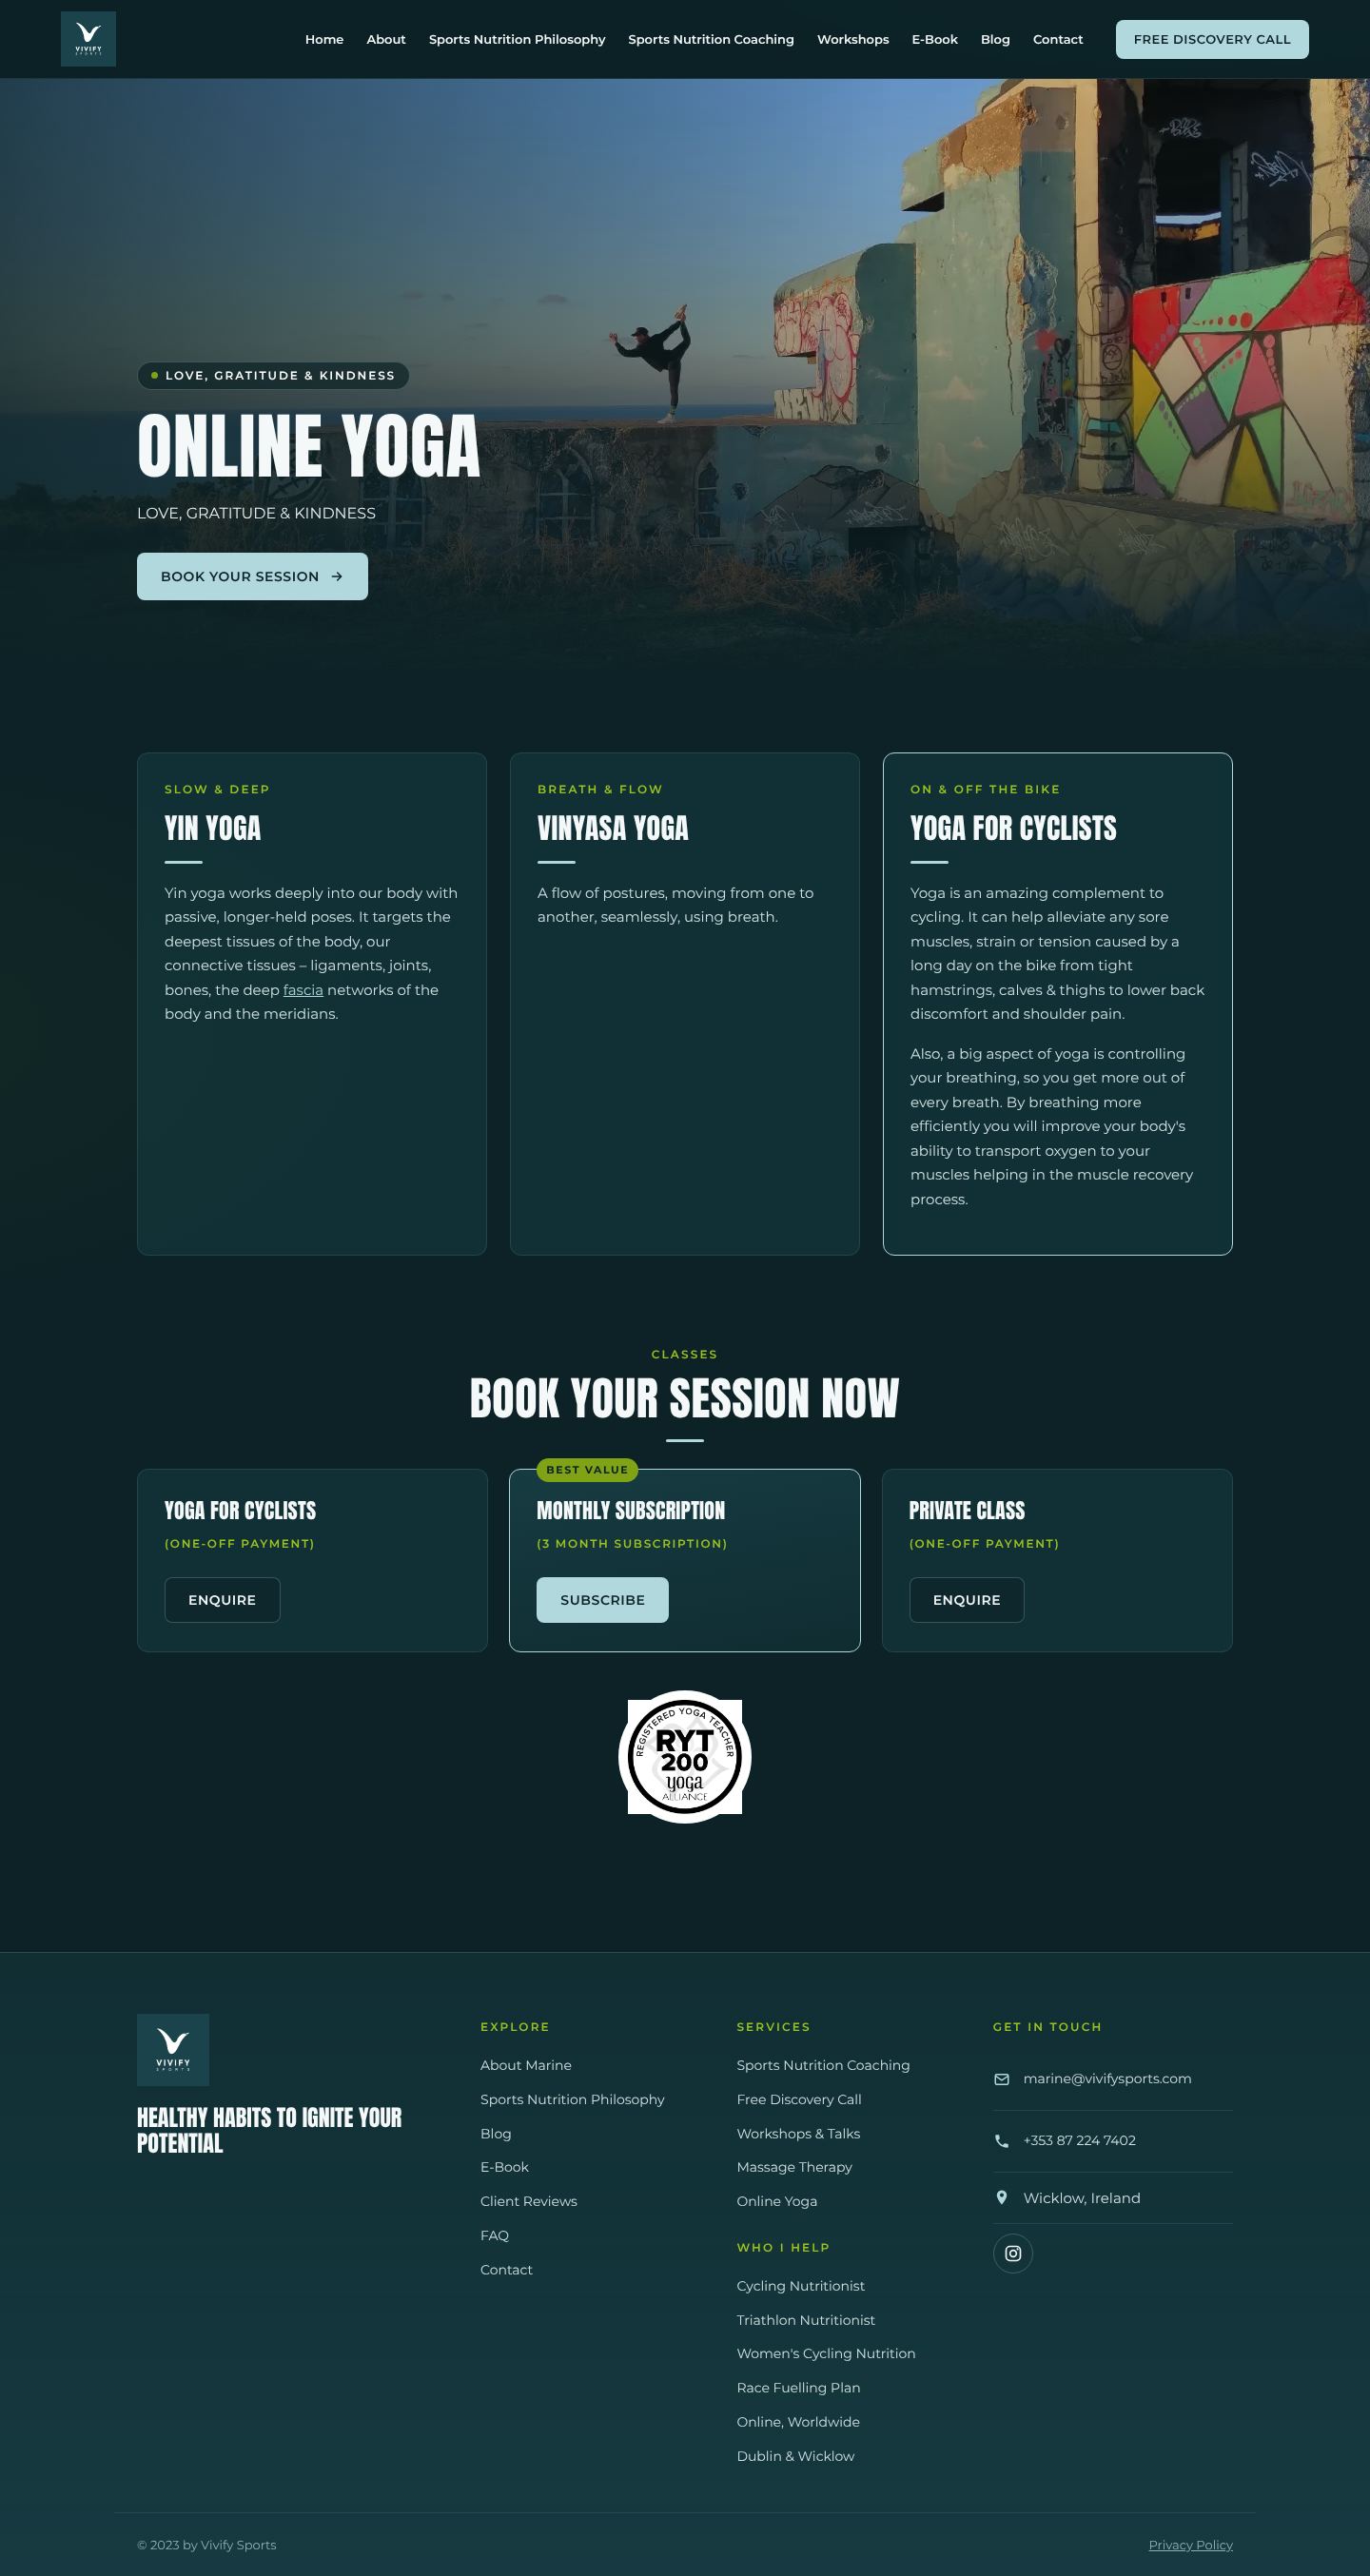 VIVIFY
SPORTS
Home About Sports Nutrition Philosophy Sports Nutrition Coaching Workshops E-Book Blog Contact FREE DISCOVERY CALL
LOVE, GRATITUDE & KINDNESS
ONLINE YOGA
LOVE, GRATITUDE & KINDNESS
BOOK YOUR SESSION →
SLOW & DEEP
YIN YOGA
Yin yoga works deeply into our body with
passive, longer-held poses. It targets the
deepest tissues of the body, our
connective tissues – ligaments, joints,
bones, the deep fascia networks of the
body and the meridians.
BREATH & FLOW
VINYASA YOGA
A flow of postures, moving from one to
another, seamlessly, using breath.
ON & OFF THE BIKE
YOGA FOR CYCLISTS
Yoga is an amazing complement to
cycling. It can help alleviate any sore
muscles, strain or tension caused by a
long day on the bike from tight
hamstrings, calves & thighs to lower back
discomfort and shoulder pain.
Also, a big aspect of yoga is controlling
your breathing, so you get more out of
every breath. By breathing more
efficiently you will improve your body's
ability to transport oxygen to your
muscles helping in the muscle recovery
process.
CLASSES
BOOK YOUR SESSION NOW
YOGA FOR CYCLISTS
(ONE-OFF PAYMENT)
ENQUIRE
BEST VALUE
MONTHLY SUBSCRIPTION
(3 MONTH SUBSCRIPTION)
SUBSCRIBE
PRIVATE CLASS
(ONE-OFF PAYMENT)
ENQUIRE
REGISTERED YOGA TEACHER
RYT
200
yoga
ALLIANCE
VIVIFY
SPORTS
HEALTHY HABITS TO IGNITE YOUR
POTENTIAL
EXPLORE
About Marine
Sports Nutrition Philosophy
Blog
E-Book
Client Reviews
FAQ
Contact
SERVICES
Sports Nutrition Coaching
Free Discovery Call
Workshops & Talks
Massage Therapy
Online Yoga
WHO I HELP
Cycling Nutritionist
Triathlon Nutritionist
Women's Cycling Nutrition
Race Fuelling Plan
Online, Worldwide
Dublin & Wicklow
GET IN TOUCH
marine@vivifysports.com
+353 87 224 7402
Wicklow, Ireland
© 2023 by Vivify Sports
Privacy Policy